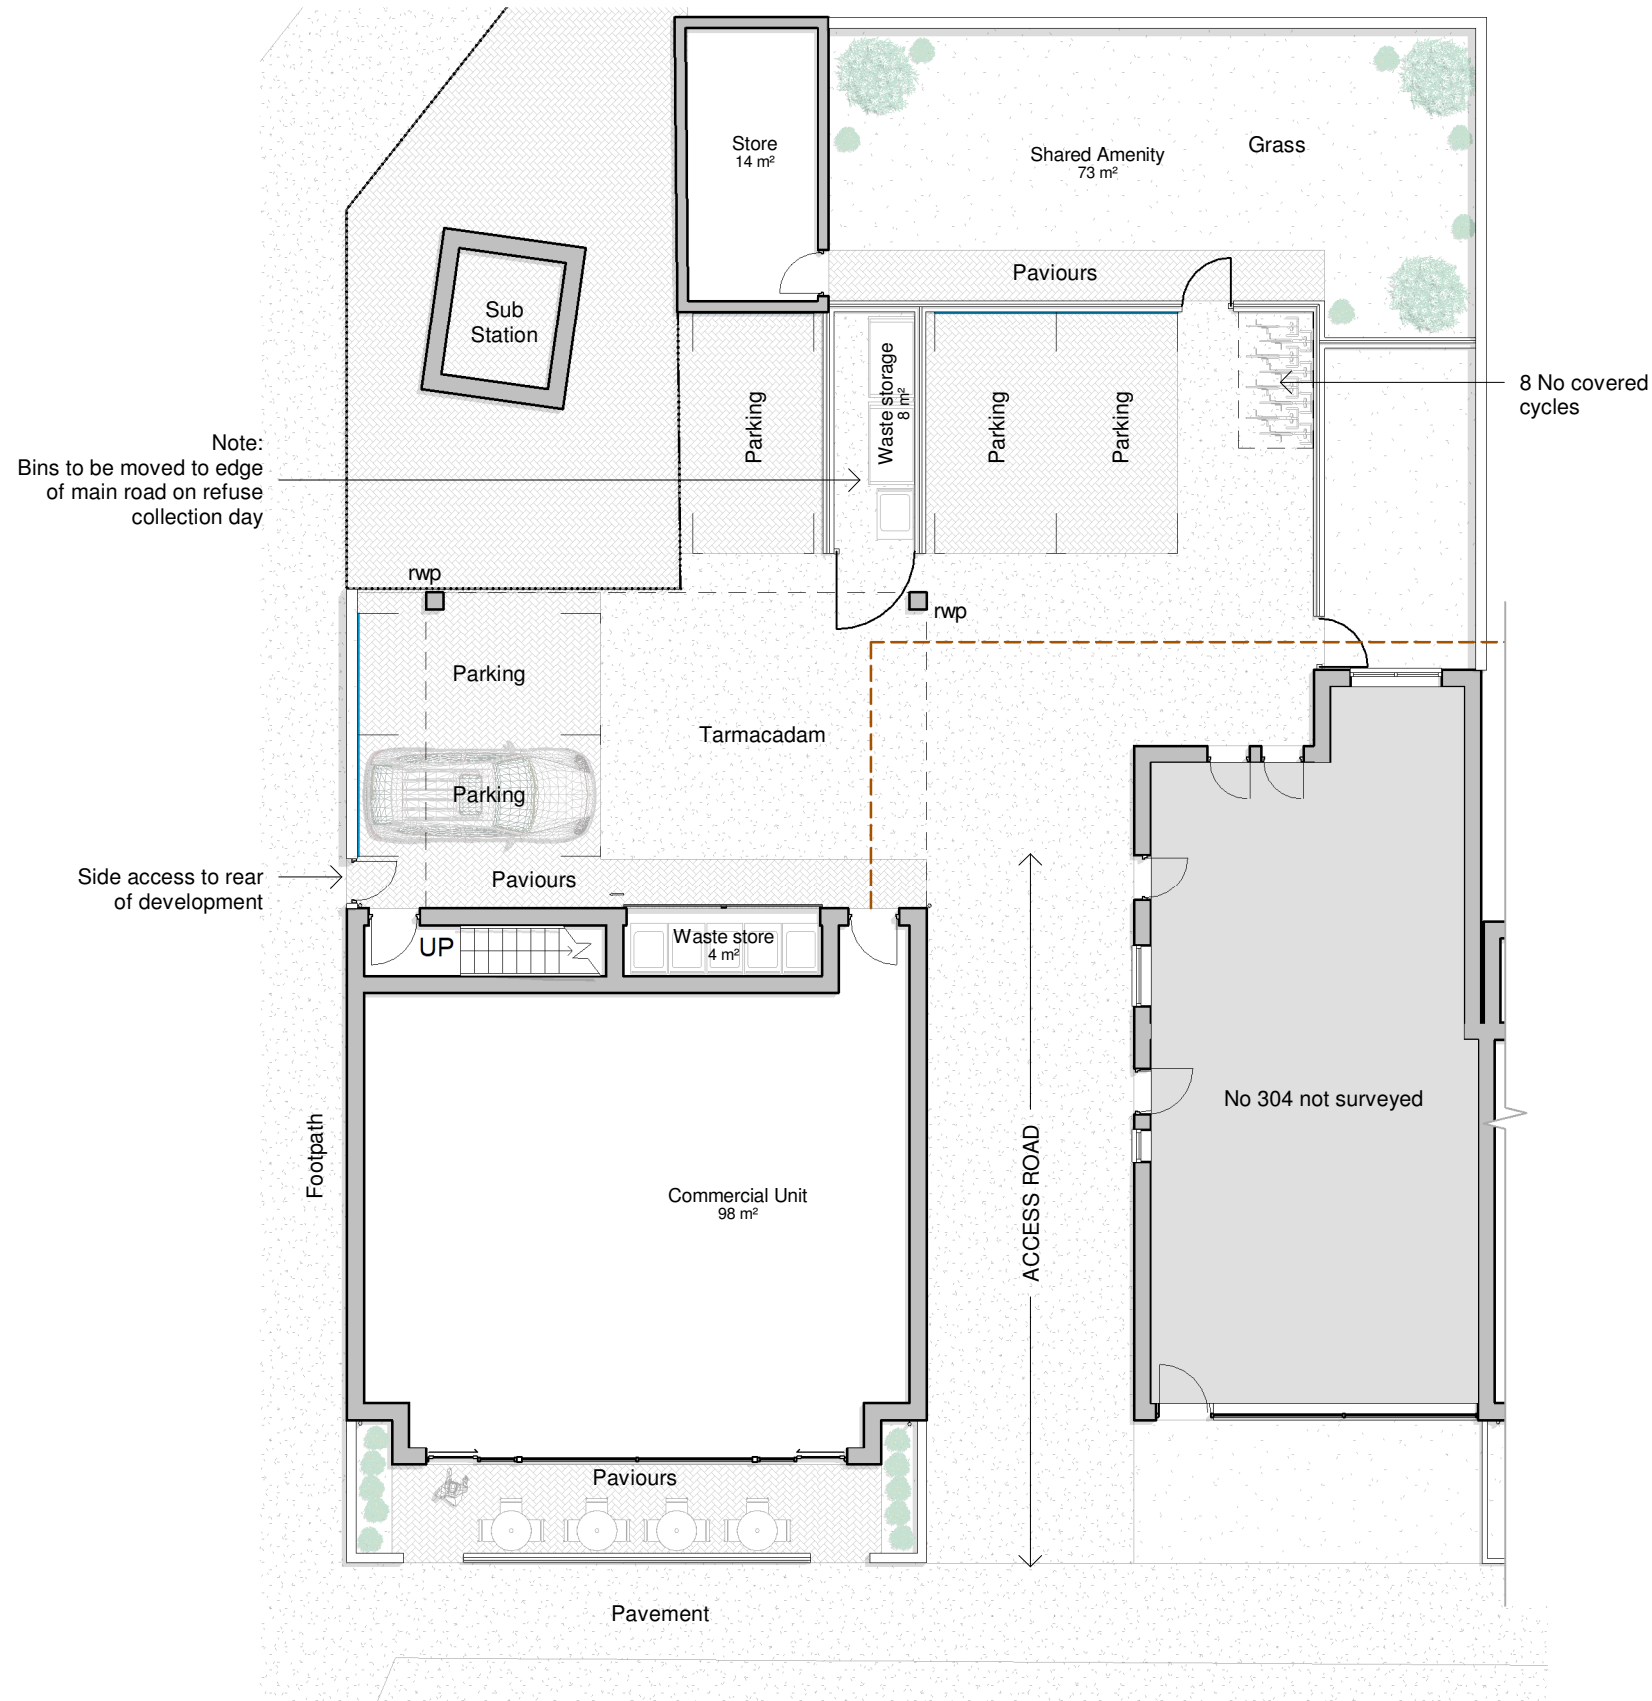 Store
14 m²
Shared Amenity
73 m²
Grass
Paviours
Sub
Station
Parking
Waste storage
8 m²
Parking
Parking
8 No covered
cycles
Note:
Bins to be moved to edge
of main road on refuse
collection day
rwp
rwp
Parking
Tarmacadam
Parking
Side access to rear
of development
Paviours
UP
Waste store
4 m²
No 304 not surveyed
Footpath
ACCESS ROAD
Commercial Unit
98 m²
Paviours
Pavement